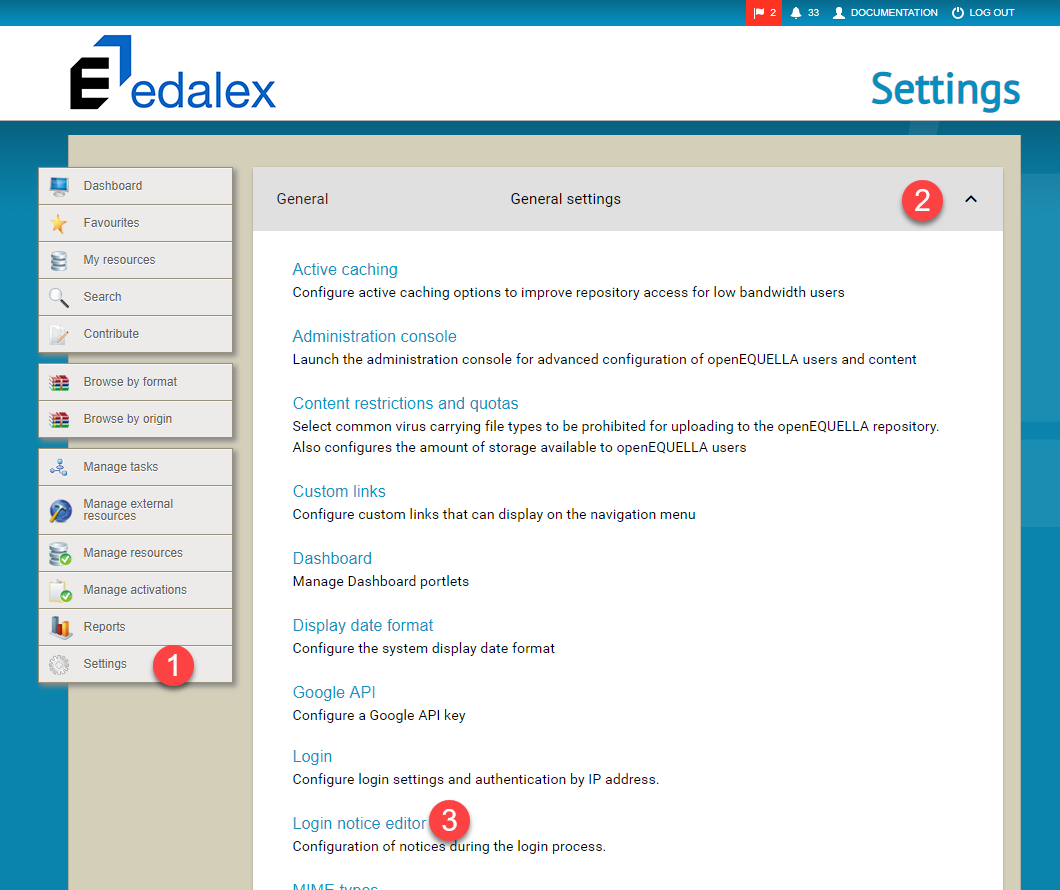 2 33 DOCUMENTATION LOG OUT
E edalex
Settings
Dashboard
Favourites
My resources
Search
Contribute
Browse by format
Browse by origin
Manage tasks
Manage external
resources
Manage resources
Manage activations
Reports
Settings 1
General General settings 2
Active caching
Configure active caching options to improve repository access for low bandwidth users
Administration console
Launch the administration console for advanced configuration of openEQUELLA users and content
Content restrictions and quotas
Select common virus carrying file types to be prohibited for uploading to the openEQUELLA repository.
Also configures the amount of storage available to openEQUELLA users
Custom links
Configure custom links that can display on the navigation menu
Dashboard
Manage Dashboard portlets
Display date format
Configure the system display date format
Google API
Configure a Google API key
Login
Configure login settings and authentication by IP address.
Login notice editor 3
Configuration of notices during the login process.
MIME types